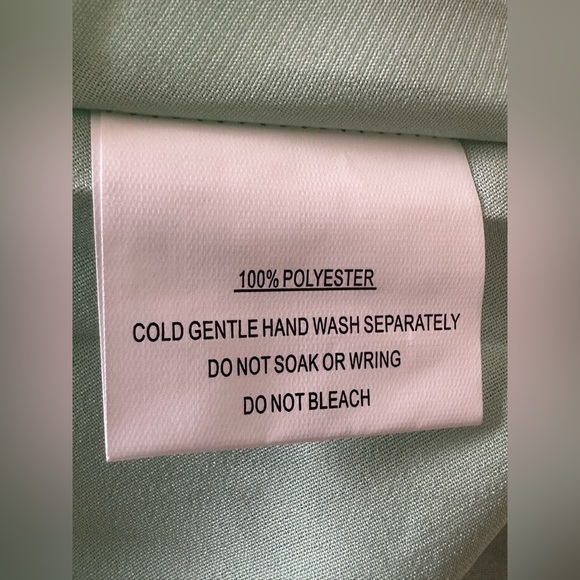 100% POLYESTER
COLD GENTLE HAND WASH SEPARATELY
DO NOT SOAK OR WRING
DO NOT BLEACH